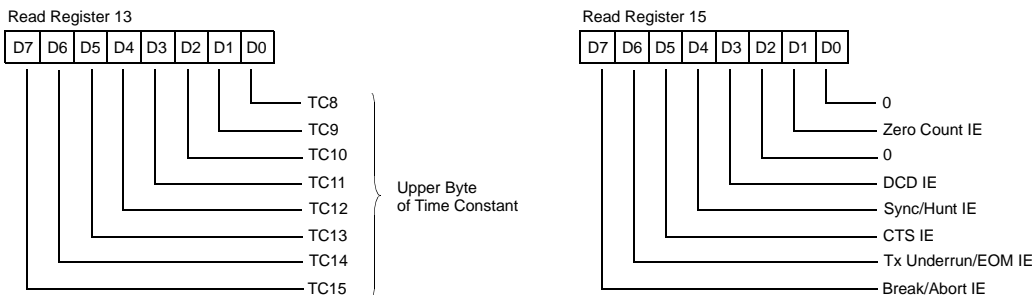 Read Register 13
D7 D6 D5 D4 D3 D2 D1 D0
TC8
TC9
TC10
TC11
TC12
TC13
TC14
TC15
Upper Byte
of Time Constant
Read Register 15
D7 D6 D5 D4 D3 D2 D1 D0
0
Zero Count IE
0
DCD IE
Sync/Hunt IE
CTS IE
Tx Underrun/EOM IE
Break/Abort IE